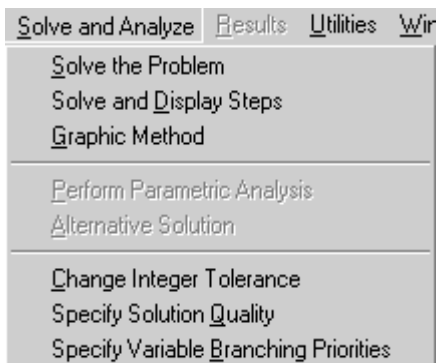 Solve and Analyze Results Utilities Win
Solve the Problem
Solve and Display Steps
Graphic Method
Perform Parametric Analysis
Alternative Solution
Change Integer Tolerance
Specify Solution Quality
Specify Variable Branching Priorities